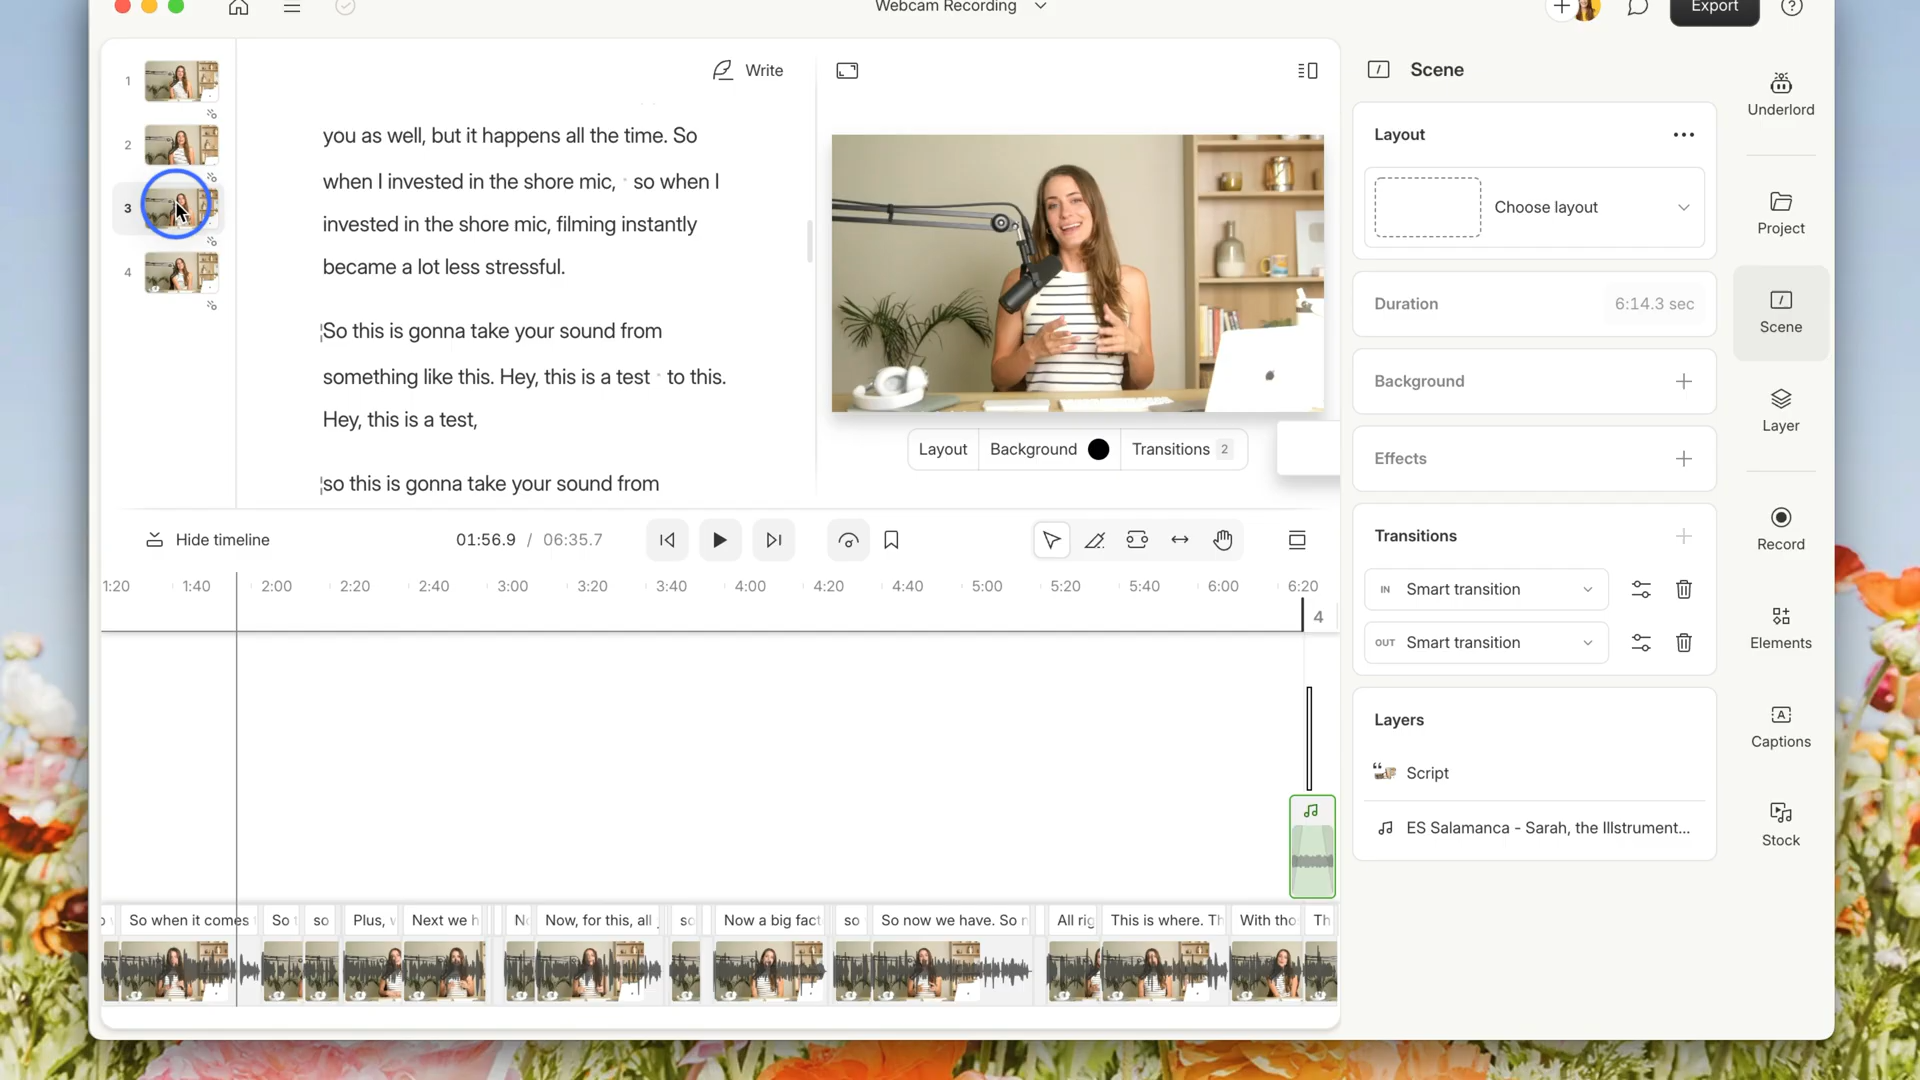 Webcam Recording
Export
1
2
3
4
Write
you as well, but it happens all the time. So
when I invested in the shore mic, so when I
invested in the shore mic, filming instantly
became a lot less stressful.
So this is gonna take your sound from
something like this. Hey, this is a test to this.
Hey, this is a test,
so this is gonna take your sound from
Layout
Background
Transitions 2
Scene
Layout
Choose layout
Duration
6:14.3 sec
Background
Effects
Transitions
IN Smart transition
OUT Smart transition
Layers
Script
ES Salamanca - Sarah, the Illstrument...
Underlord
Project
Scene
Layer
Record
Elements
Captions
Stock
Hide timeline
01:56.9 / 06:35.7
1:20 1:40 2:00 2:20 2:40 3:00 3:20 3:40 4:00 4:20 4:40 5:00 5:20 5:40 6:00 6:20
4
So when it comes So so Plus, Next we h Now, for this, all so Now a big fact so So now we have. So All rig This is where. Th With tho Th